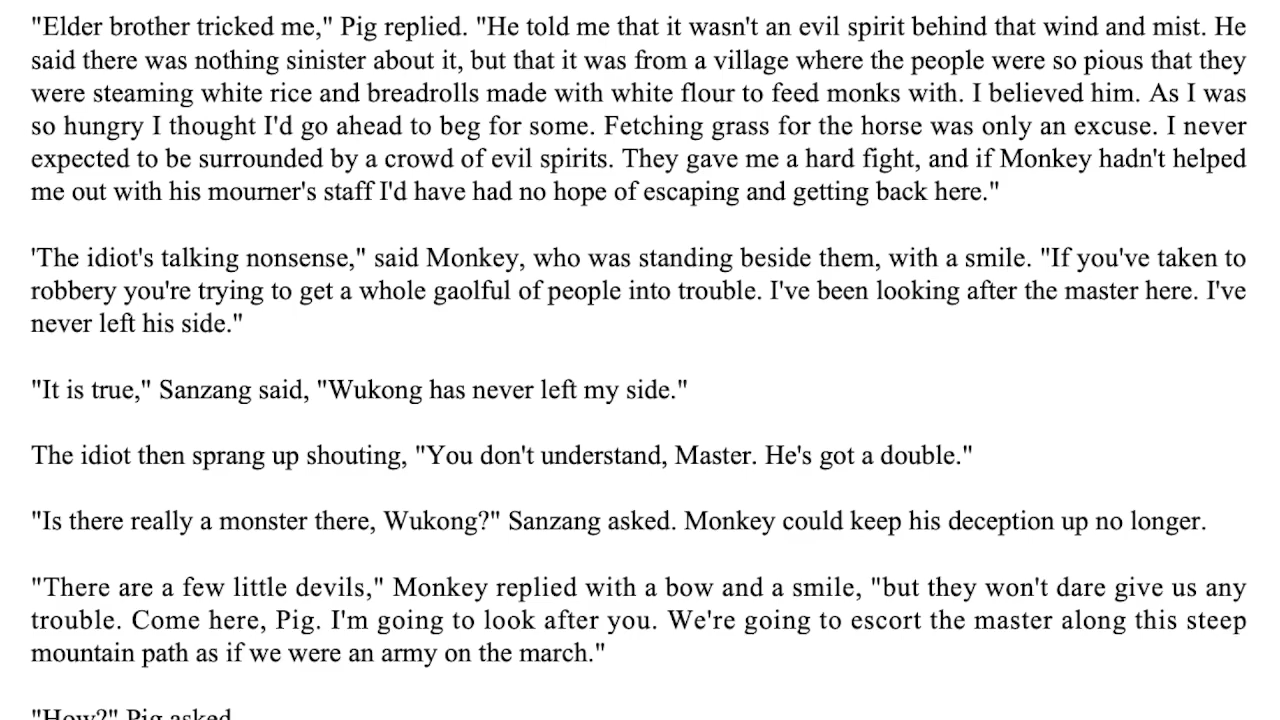 "Elder brother tricked me," Pig replied. "He told me that it wasn't an evil spirit behind that wind and mist. He
said there was nothing sinister about it, but that it was from a village where the people were so pious that they
were steaming white rice and breadrolls made with white flour to feed monks with. I believed him. As I was
so hungry I thought I'd go ahead to beg for some. Fetching grass for the horse was only an excuse. I never
expected to be surrounded by a crowd of evil spirits. They gave me a hard fight, and if Monkey hadn't helped
me out with his mourner's staff I'd have had no hope of escaping and getting back here."
'The idiot's talking nonsense," said Monkey, who was standing beside them, with a smile. "If you've taken to
robbery you're trying to get a whole gaolful of people into trouble. I've been looking after the master here. I've
never left his side."
"It is true," Sanzang said, "Wukong has never left my side."
The idiot then sprang up shouting, "You don't understand, Master. He's got a double."
"Is there really a monster there, Wukong?" Sanzang asked. Monkey could keep his deception up no longer.
"There are a few little devils," Monkey replied with a bow and a smile, "but they won't dare give us any
trouble. Come here, Pig. I'm going to look after you. We're going to escort the master along this steep
mountain path as if we were an army on the march."
"How?" Pig asked.